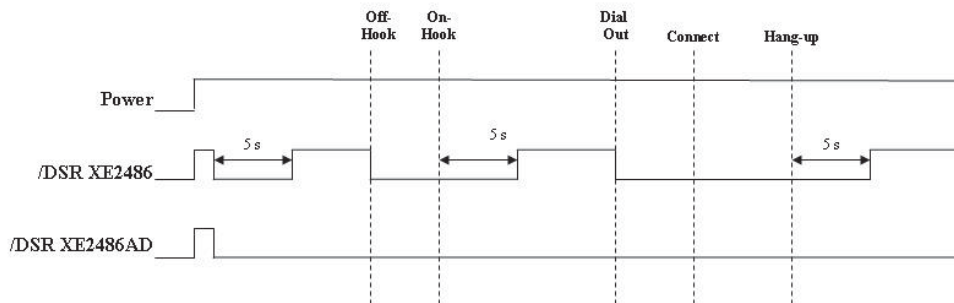 Off-
Hook
On-
Hook
Dial
Out
Connect
Hang-up
Power
5 s
5 s
5 s
/DSR XE2486
/DSR XE2486AD